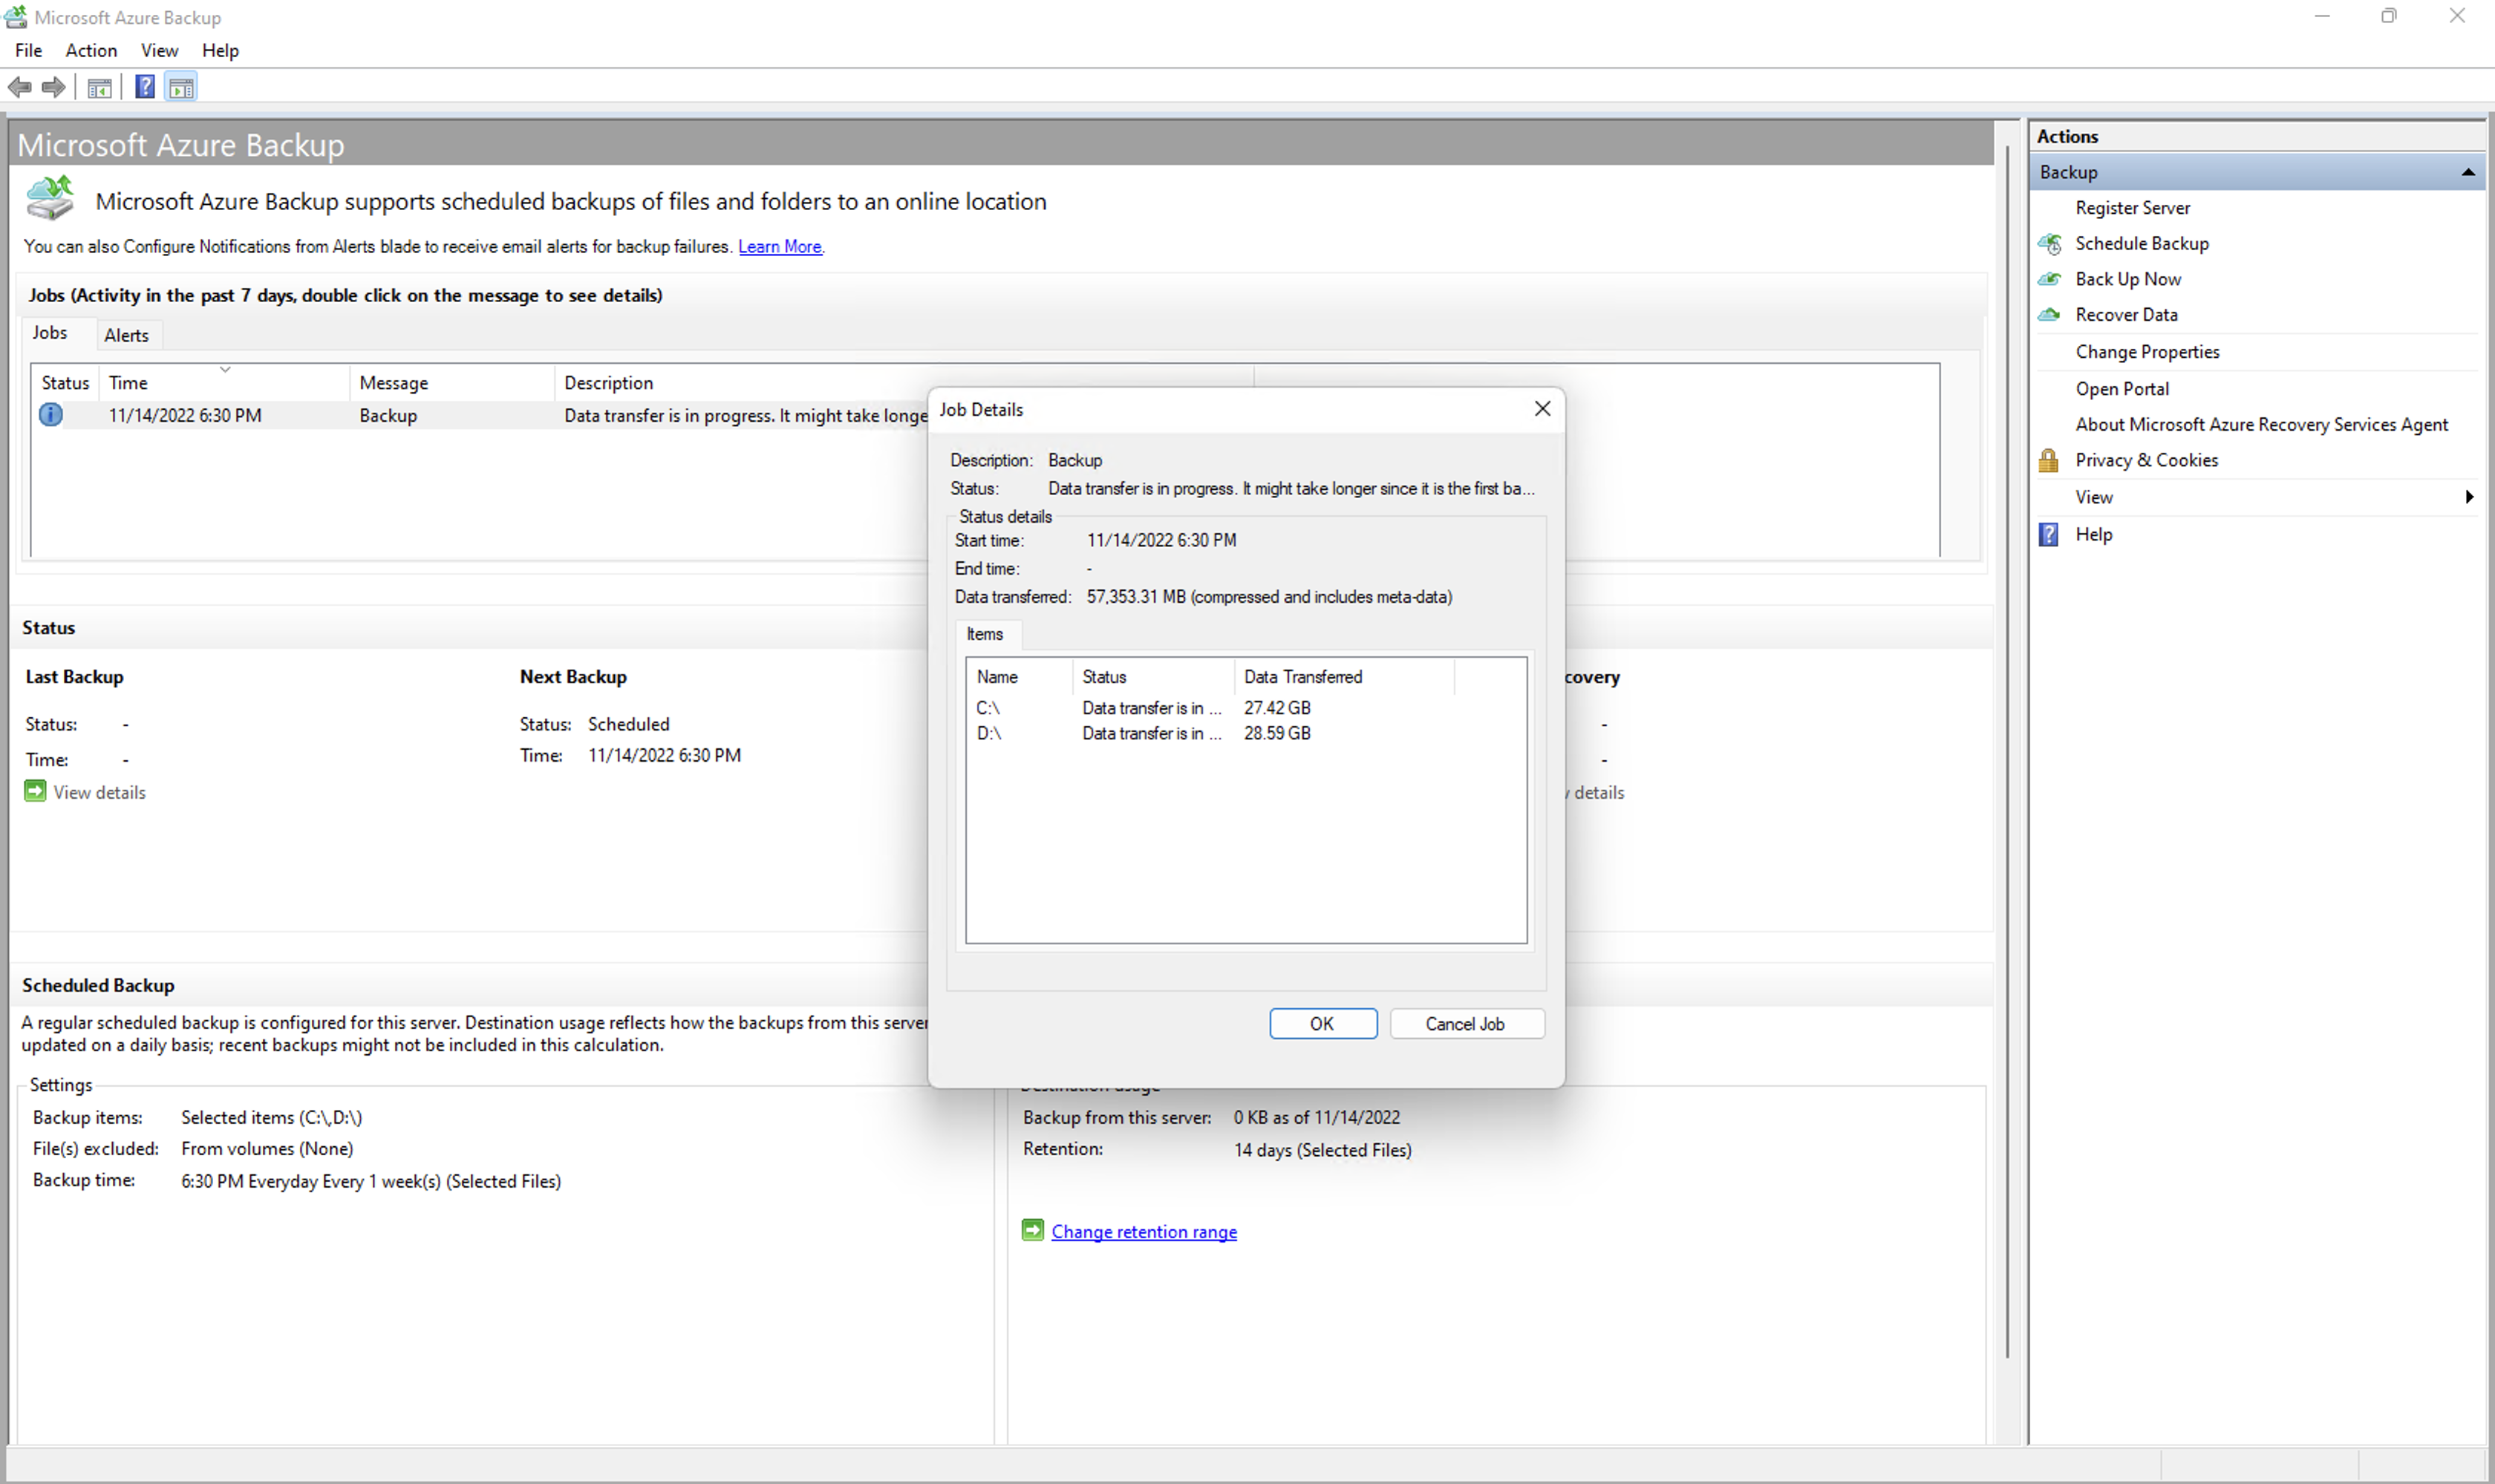 Microsoft Azure Backup
File Action View Help
Microsoft Azure Backup
Microsoft Azure Backup supports scheduled backups of files and folders to an online location
You can also Configure Notifications from Alerts blade to receive email alerts for backup failures. Learn More.
Jobs (Activity in the past 7 days, double click on the message to see details)
Jobs Alerts
Status Time Message Description
11/14/2022 6:30 PM Backup Data transfer is in progress. It might take longe
Status
Last Backup
Status: -
Time: -
View details
Next Backup
Status: Scheduled
Time: 11/14/2022 6:30 PM
covery
-
-
details
Scheduled Backup
A regular scheduled backup is configured for this server. Destination usage reflects how the backups from this server
updated on a daily basis; recent backups might not be included in this calculation.
Settings
Backup items: Selected items (C:\,D:\)
File(s) excluded: From volumes (None)
Backup time: 6:30 PM Everyday Every 1 week(s) (Selected Files)
Destination usage
Backup from this server: 0 KB as of 11/14/2022
Retention: 14 days (Selected Files)
Change retention range
Job Details
Description: Backup
Status: Data transfer is in progress. It might take longer since it is the first ba...
Status details
Start time: 11/14/2022 6:30 PM
End time: -
Data transferred: 57,353.31 MB (compressed and includes meta-data)
Items
Name Status Data Transferred
C:\ Data transfer is in ... 27.42 GB
D:\ Data transfer is in ... 28.59 GB
OK Cancel Job
Actions
Backup
Register Server
Schedule Backup
Back Up Now
Recover Data
Change Properties
Open Portal
About Microsoft Azure Recovery Services Agent
Privacy & Cookies
View
Help